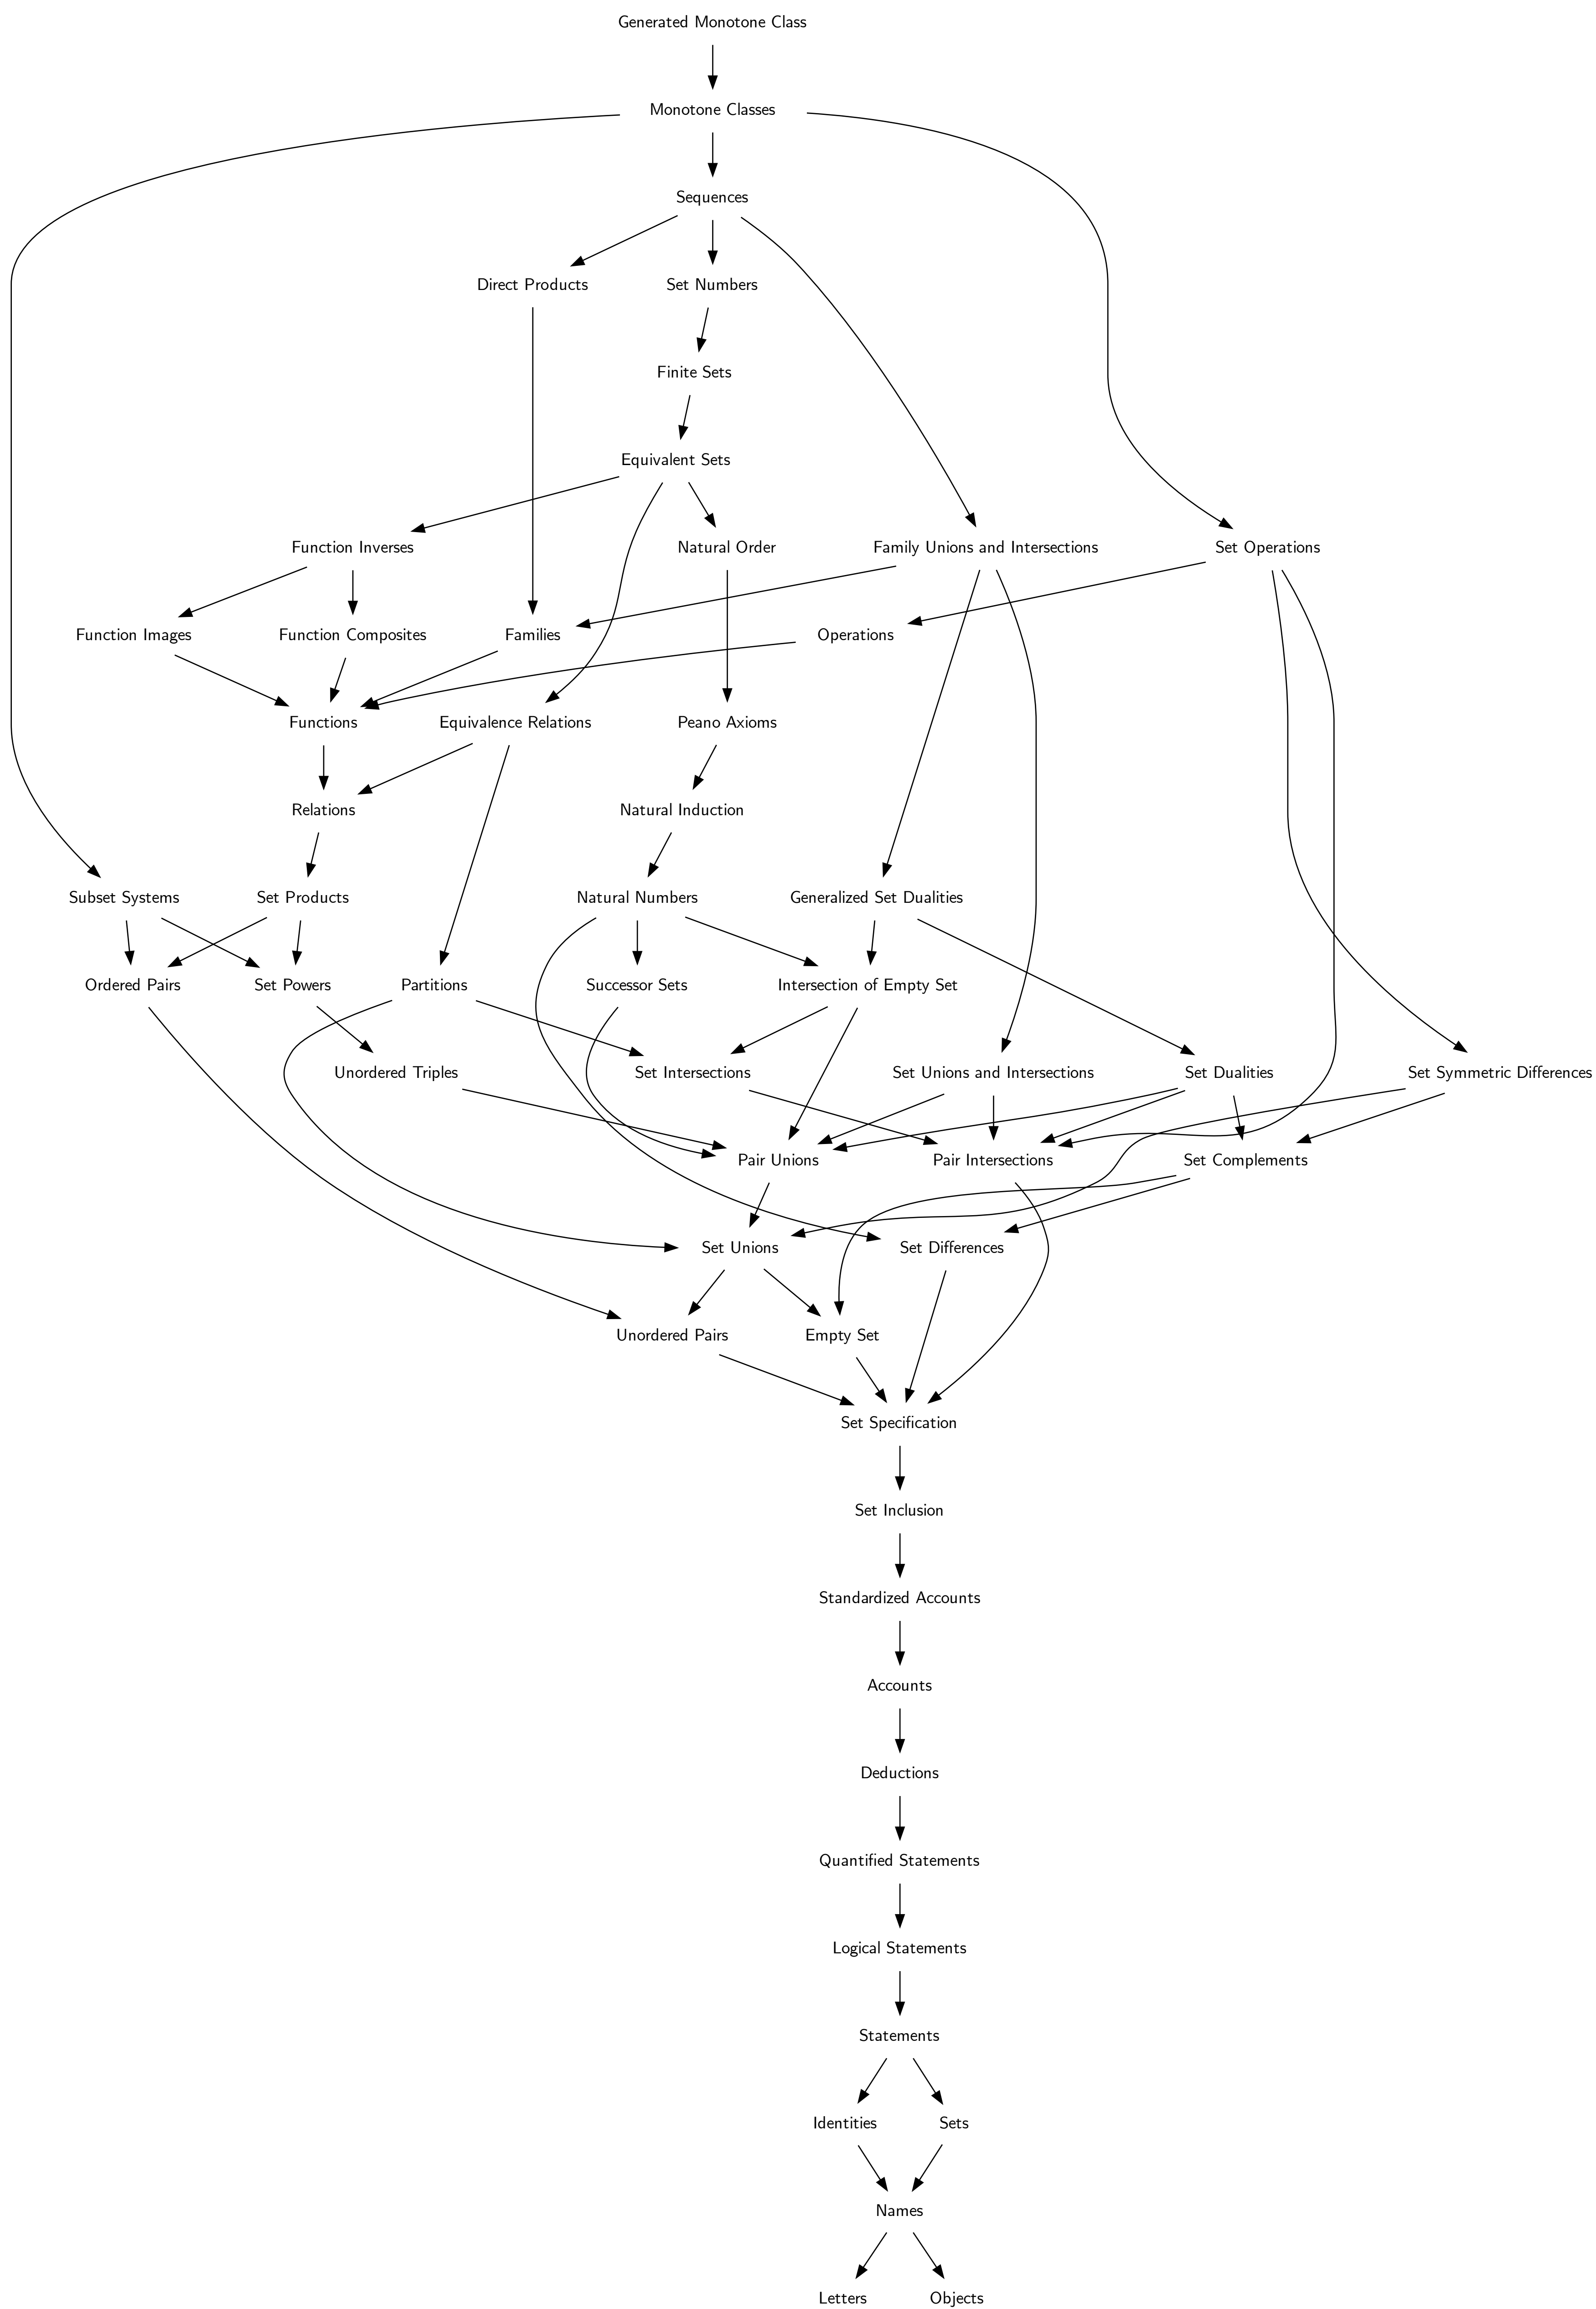 Generated Monotone Class
Monotone Classes
Sequences
Direct Products
Set Numbers
Finite Sets
Equivalent Sets
Function Inverses
Natural Order
Family Unions and Intersections
Set Operations
Function Images
Function Composites
Families
Operations
Functions
Equivalence Relations
Peano Axioms
Relations
Natural Induction
Subset Systems
Set Products
Natural Numbers
Generalized Set Dualities
Ordered Pairs
Set Powers
Partitions
Successor Sets
Intersection of Empty Set
Unordered Triples
Set Intersections
Set Unions and Intersections
Set Dualities
Set Symmetric Differences
Pair Unions
Pair Intersections
Set Complements
Set Unions
Set Differences
Unordered Pairs
Empty Set
Set Specification
Set Inclusion
Standardized Accounts
Accounts
Deductions
Quantified Statements
Logical Statements
Statements
Identities
Sets
Names
Letters
Objects